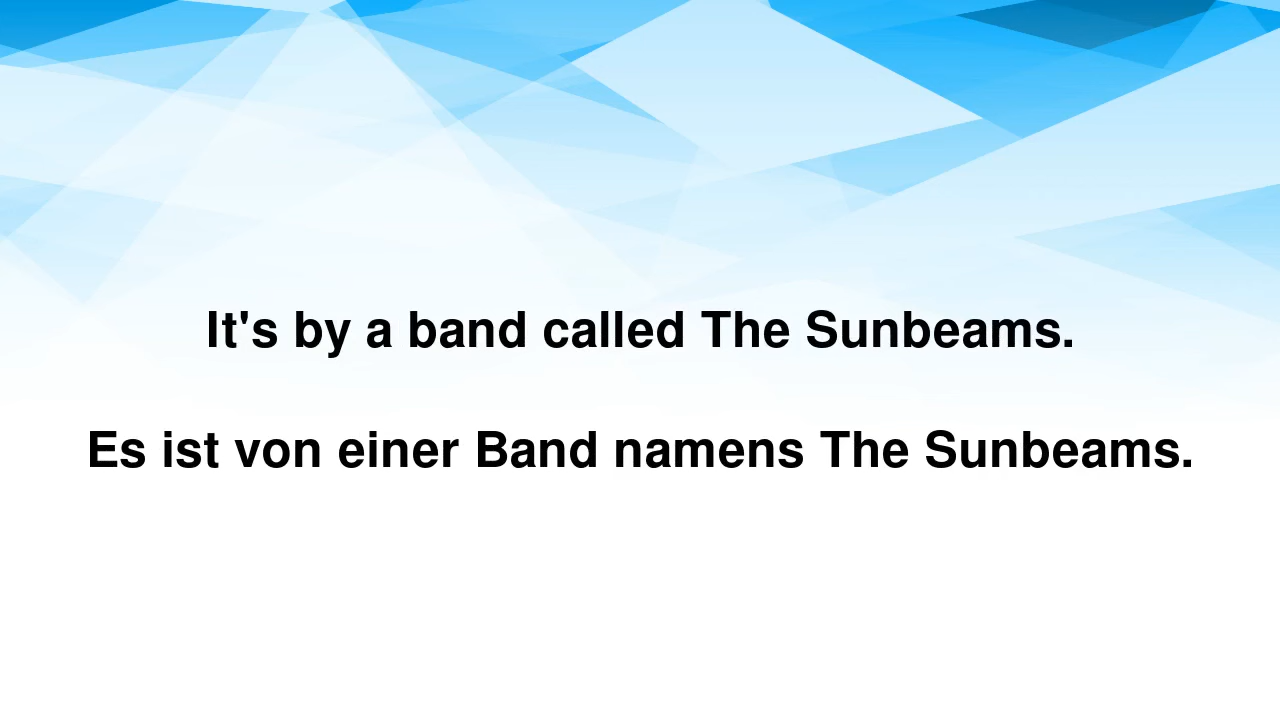 It's by a band called The Sunbeams.
Es ist von einer Band namens The Sunbeams.